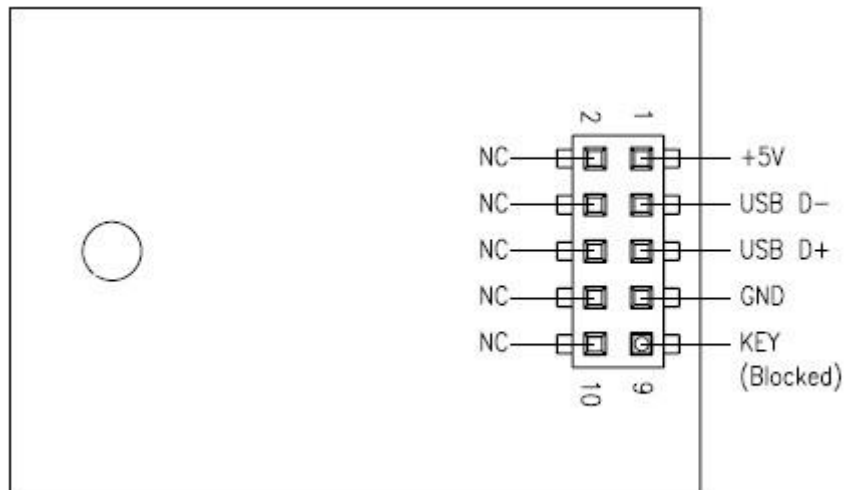 2 1
NC +5V
NC USB D-
NC USB D+
NC GND
NC KEY
(Blocked)
10 9